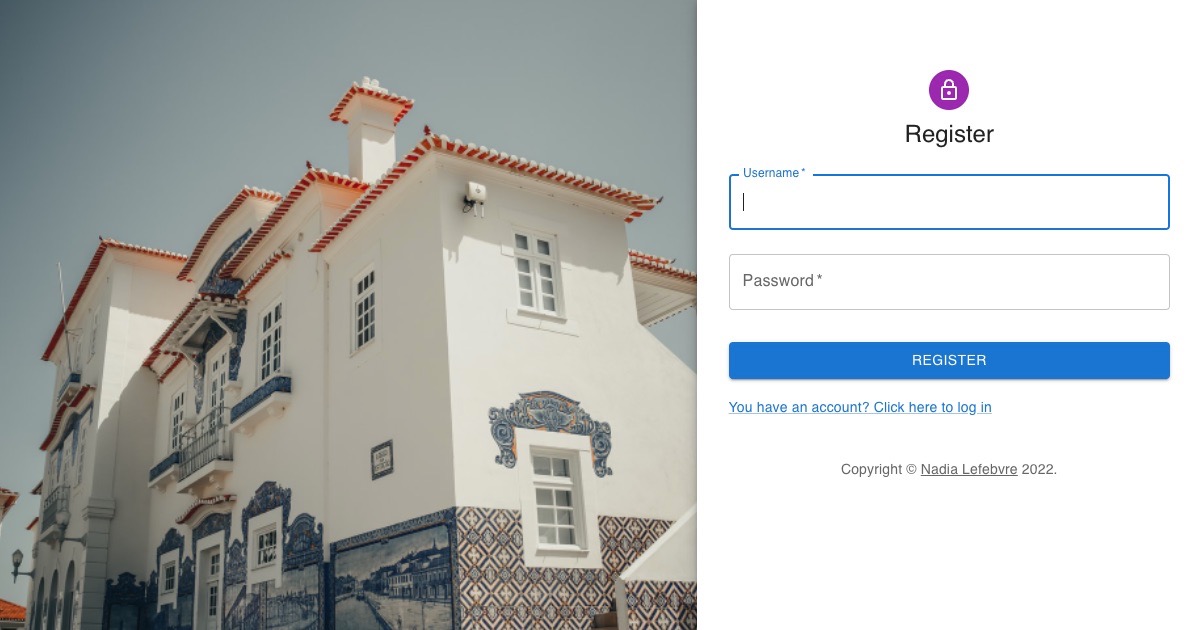 Register
Username *
Password *
REGISTER
You have an account? Click here to log in
Copyright © Nadia Lefebvre 2022.